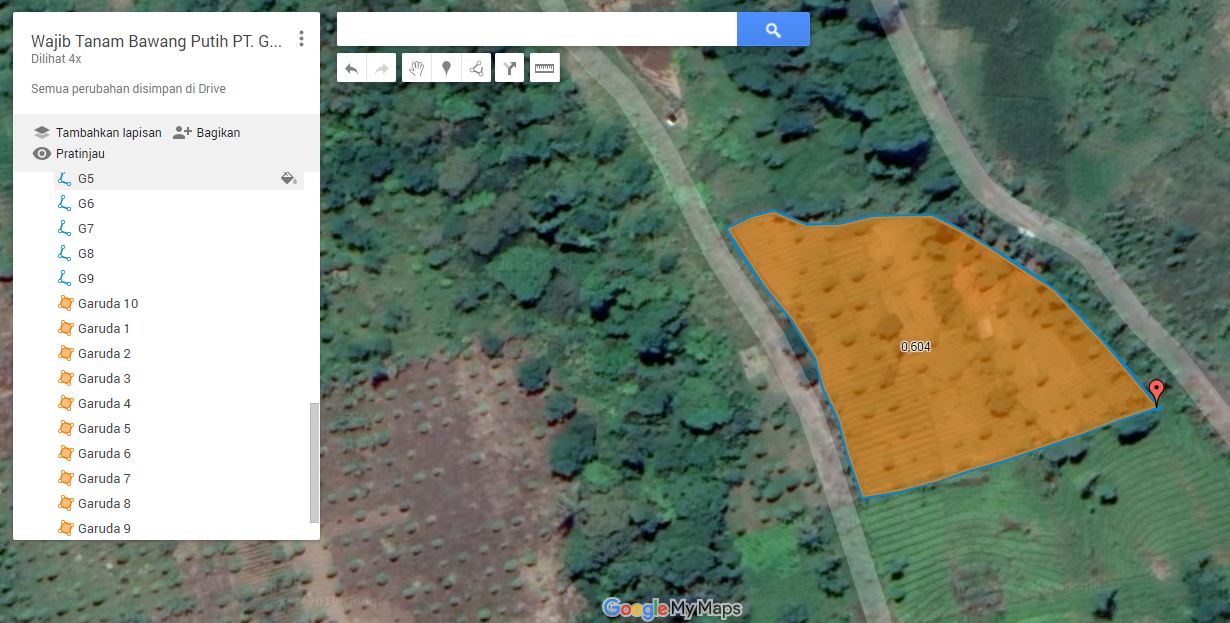 Wajib Tanam Bawang Putih PT. G...
Dilihat 4x
Semua perubahan disimpan di Drive
Tambahkan lapisan
Bagikan
Pratinjau
G5
G6
G7
G8
G9
Garuda 10
Garuda 1
Garuda 2
Garuda 3
Garuda 4
Garuda 5
Garuda 6
Garuda 7
Garuda 8
Garuda 9
0,604
Google My Maps